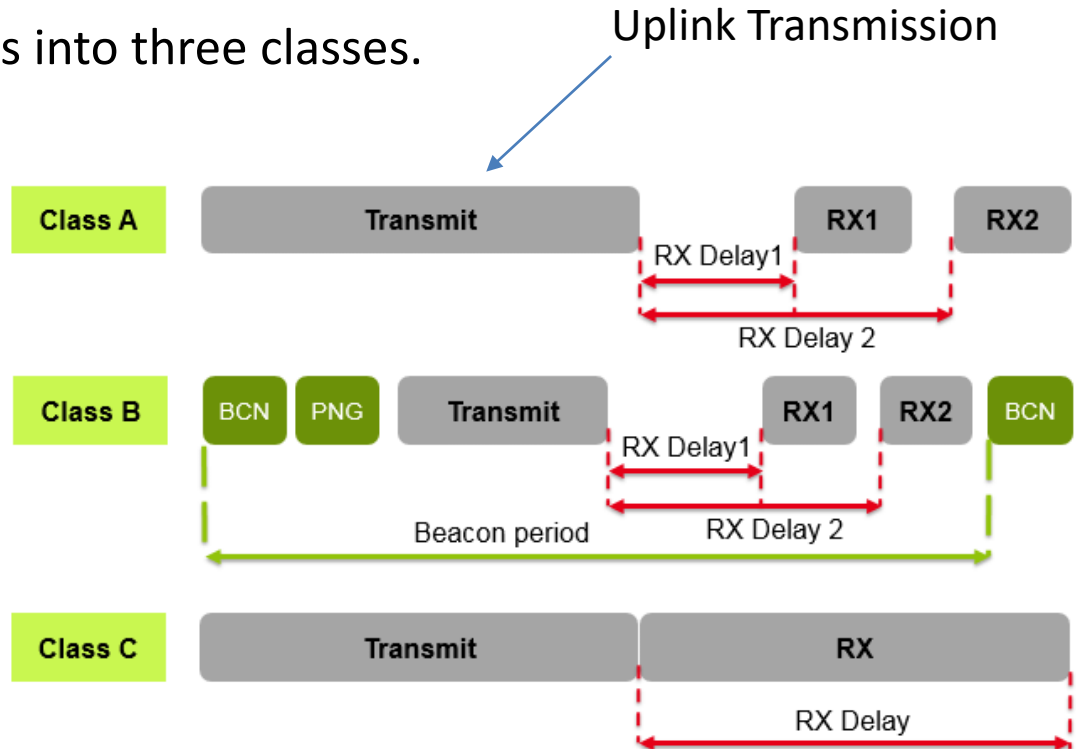 s into three classes.
Uplink Transmission
Class A
Transmit
RX1
RX2
RX Delay1
RX Delay 2
Class B
BCN
PNG
Transmit
RX1
RX2
BCN
RX Delay1
RX Delay 2
Beacon period
Class C
Transmit
RX
RX Delay